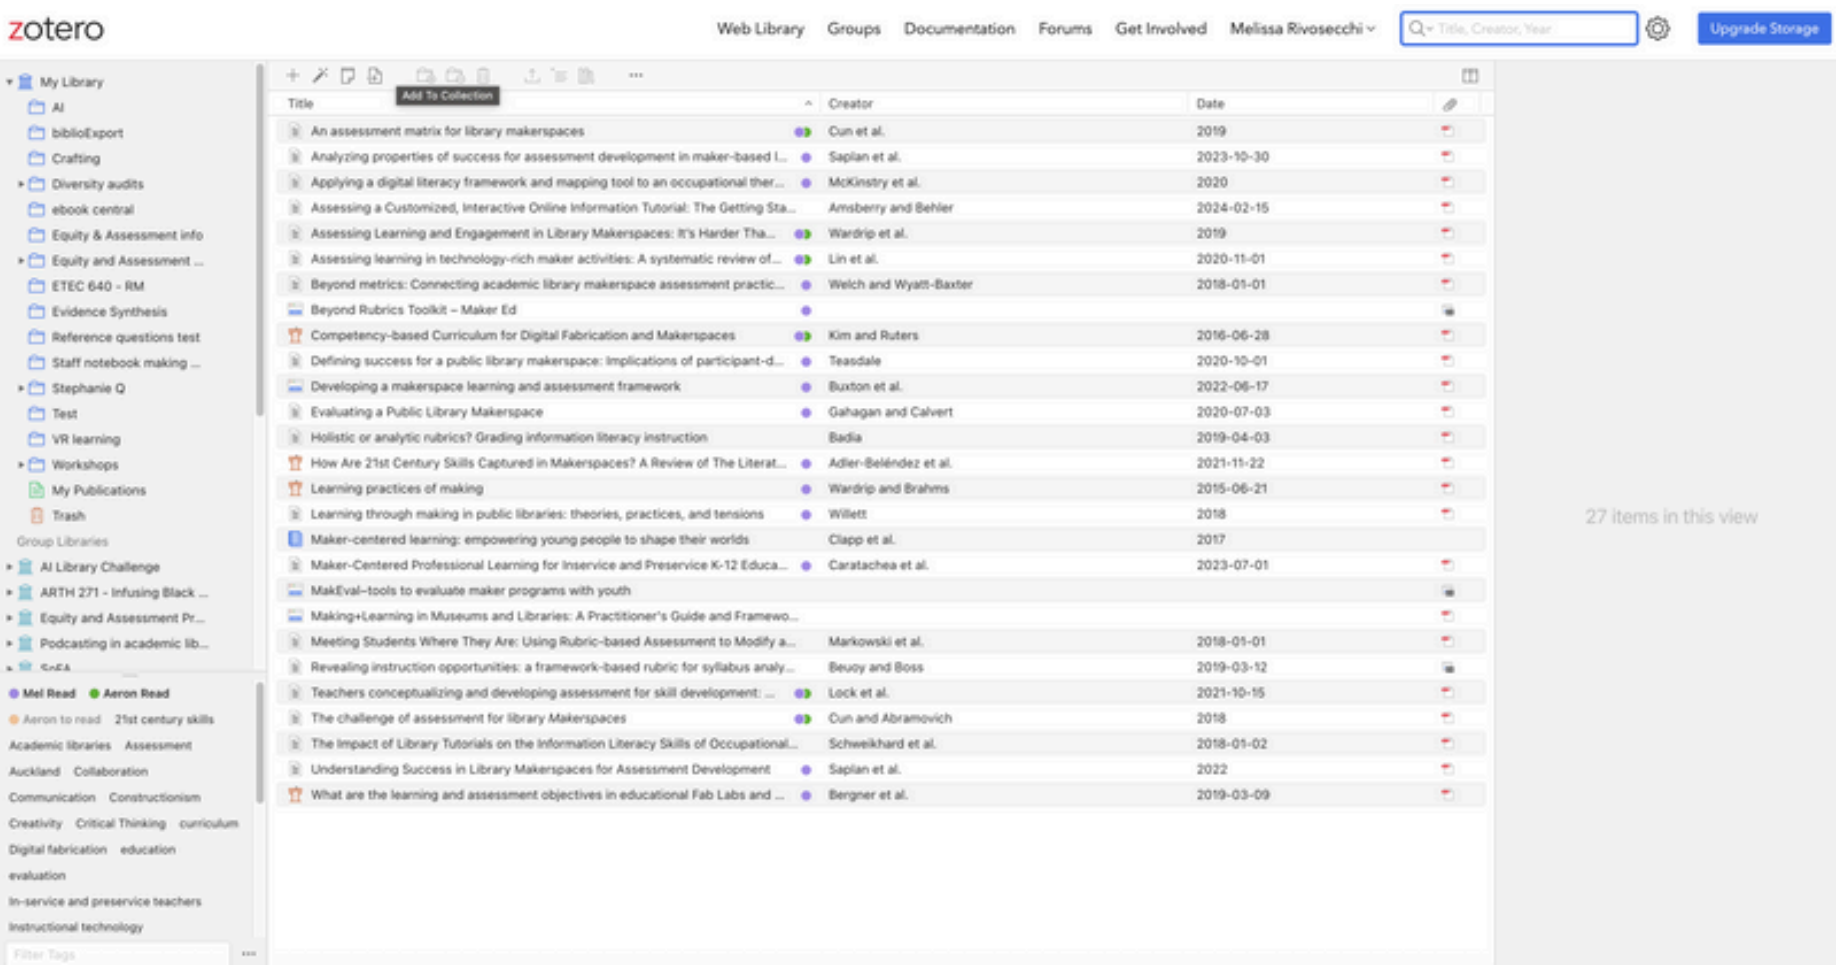 zotero
Web Library Groups Documentation Forums Get Involved Melissa Rivosecchi Title, Creator, Year Upgrade Storage
My Library
AI
biblioExport
Crafting
Diversity audits
ebook central
Equity & Assessment info
Equity and Assessment ...
ETEC 640 - RM
Evidence Synthesis
Reference questions test
Staff notebook making ...
Stephanie Q
Test
VR learning
Workshops
My Publications
Trash
Group Libraries
AI Library Challenge
ARTH 271 - Infusing Black ...
Equity and Assessment Pr...
Podcasting in academic lib...
SoFA
Mel Read Aeron Read
Aeron to read 21st century skills
Academic libraries Assessment
Auckland Collaboration
Communication Constructionism
Creativity Critical Thinking curriculum
Digital fabrication education
evaluation
In-service and preservice teachers
Instructional technology
Filter Tags
Add To Collection
Title Creator Date
An assessment matrix for library makerspaces Cun et al. 2019
Analyzing properties of success for assessment development in maker-based l... Saplan et al. 2023-10-30
Applying a digital literacy framework and mapping tool to an occupational ther... McKinstry et al. 2020
Assessing a Customized, Interactive Online Information Tutorial: The Getting Sta... Amsberry and Behler 2024-02-15
Assessing Learning and Engagement in Library Makerspaces: It's Harder Tha... Wardrip et al. 2019
Assessing learning in technology-rich maker activities: A systematic review of... Lin et al. 2020-11-01
Beyond metrics: Connecting academic library makerspace assessment practic... Welch and Wyatt-Baxter 2018-01-01
Beyond Rubrics Toolkit – Maker Ed
Competency-based Curriculum for Digital Fabrication and Makerspaces Kim and Ruters 2016-06-28
Defining success for a public library makerspace: Implications of participant-d... Teasdale 2020-10-01
Developing a makerspace learning and assessment framework Buxton et al. 2022-06-17
Evaluating a Public Library Makerspace Gahagan and Calvert 2020-07-03
Holistic or analytic rubrics? Grading information literacy instruction Badia 2019-04-03
How Are 21st Century Skills Captured in Makerspaces? A Review of The Literat... Adler-Beléndez et al. 2021-11-22
Learning practices of making Wardrip and Brahms 2015-06-21
Learning through making in public libraries: theories, practices, and tensions Willett 2018
Maker-centered learning: empowering young people to shape their worlds Clapp et al. 2017
Maker-Centered Professional Learning for Inservice and Preservice K-12 Educa... Caratachea et al. 2023-07-01
MakEval–tools to evaluate maker programs with youth
Making+Learning in Museums and Libraries: A Practitioner's Guide and Framewo...
Meeting Students Where They Are: Using Rubric-based Assessment to Modify a... Markowski et al. 2018-01-01
Revealing instruction opportunities: a framework-based rubric for syllabus analy... Beuoy and Boss 2019-03-12
Teachers conceptualizing and developing assessment for skill development: ... Lock et al. 2021-10-15
The challenge of assessment for library Makerspaces Cun and Abramovich 2018
The Impact of Library Tutorials on the Information Literacy Skills of Occupational... Schweikhard et al. 2018-01-02
Understanding Success in Library Makerspaces for Assessment Development Saplan et al. 2022
What are the learning and assessment objectives in educational Fab Labs and ... Bergner et al. 2019-03-09
27 items in this view